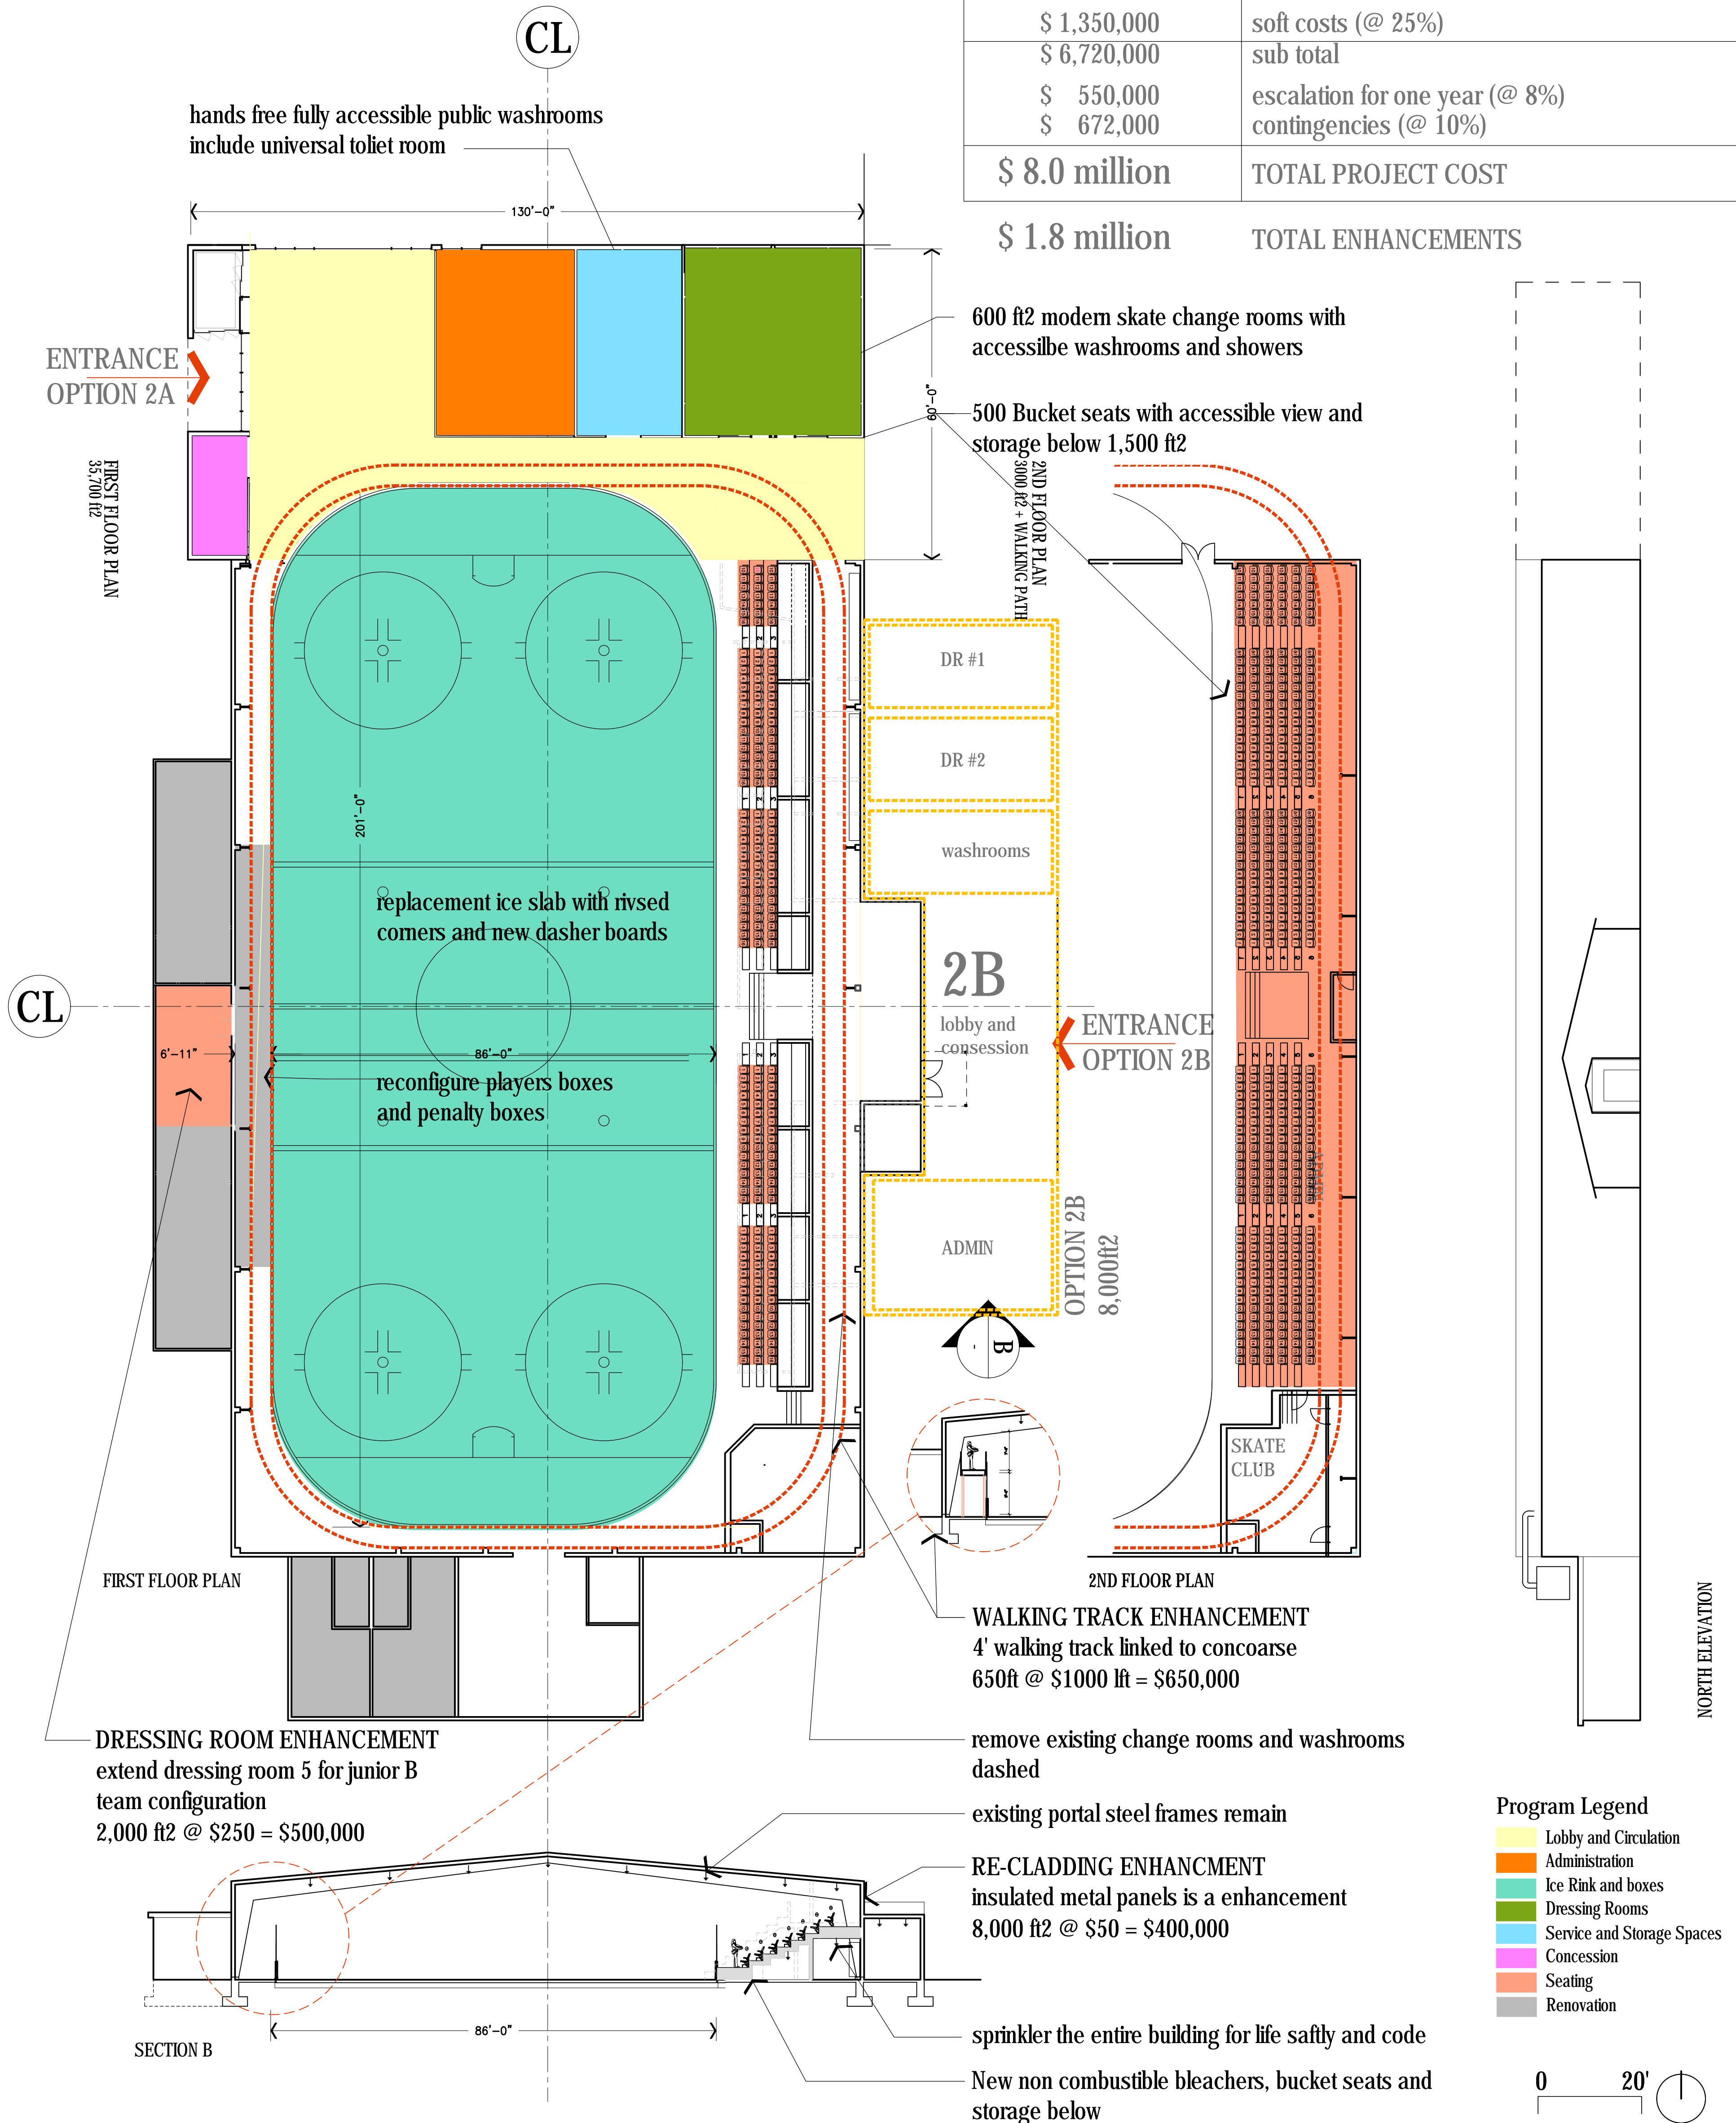 $ 1,350,000 soft costs (@ 25%)
$ 6,720,000 sub total
$ 550,000 escalation for one year (@ 8%)
$ 672,000 contingencies (@ 10%)
$ 8.0 million TOTAL PROJECT COST
$ 1.8 million TOTAL ENHANCEMENTS
CL
hands free fully accessible public washrooms
include universal toliet room
130'-0"
600 ft2 modern skate change rooms with
accessilbe washrooms and showers
ENTRANCE
OPTION 2A
60'-0"
500 Bucket seats with accessible view and
storage below 1,500 ft2
FIRST FLOOR PLAN
35,700 ft2
2ND FLOOR PLAN
3000 ft2 + WALKING PATH
DR #1
DR #2
washrooms
201'-0"
replacement ice slab with rivsed
corners and new dasher boards
2B
lobby and
consession
CL
ENTRANCE
OPTION 2B
6'-11"
86'-0"
reconfigure players boxes
and penalty boxes
ADMIN
OPTION 2B
8,000ft2
B
SKATE
CLUB
FIRST FLOOR PLAN
2ND FLOOR PLAN
NORTH ELEVATION
WALKING TRACK ENHANCEMENT
4' walking track linked to concoarse
650ft @ $1000 lft = $650,000
DRESSING ROOM ENHANCEMENT
extend dressing room 5 for junior B
team configuration
2,000 ft2 @ $250 = $500,000
remove existing change rooms and washrooms
dashed
existing portal steel frames remain
RE-CLADDING ENHANCMENT
insulated metal panels is a enhancement
8,000 ft2 @ $50 = $400,000
86'-0"
SECTION B
sprinkler the entire building for life saftly and code
New non combustible bleachers, bucket seats and
storage below
Program Legend
Lobby and Circulation
Administration
Ice Rink and boxes
Dressing Rooms
Service and Storage Spaces
Concession
Seating
Renovation
0 20'